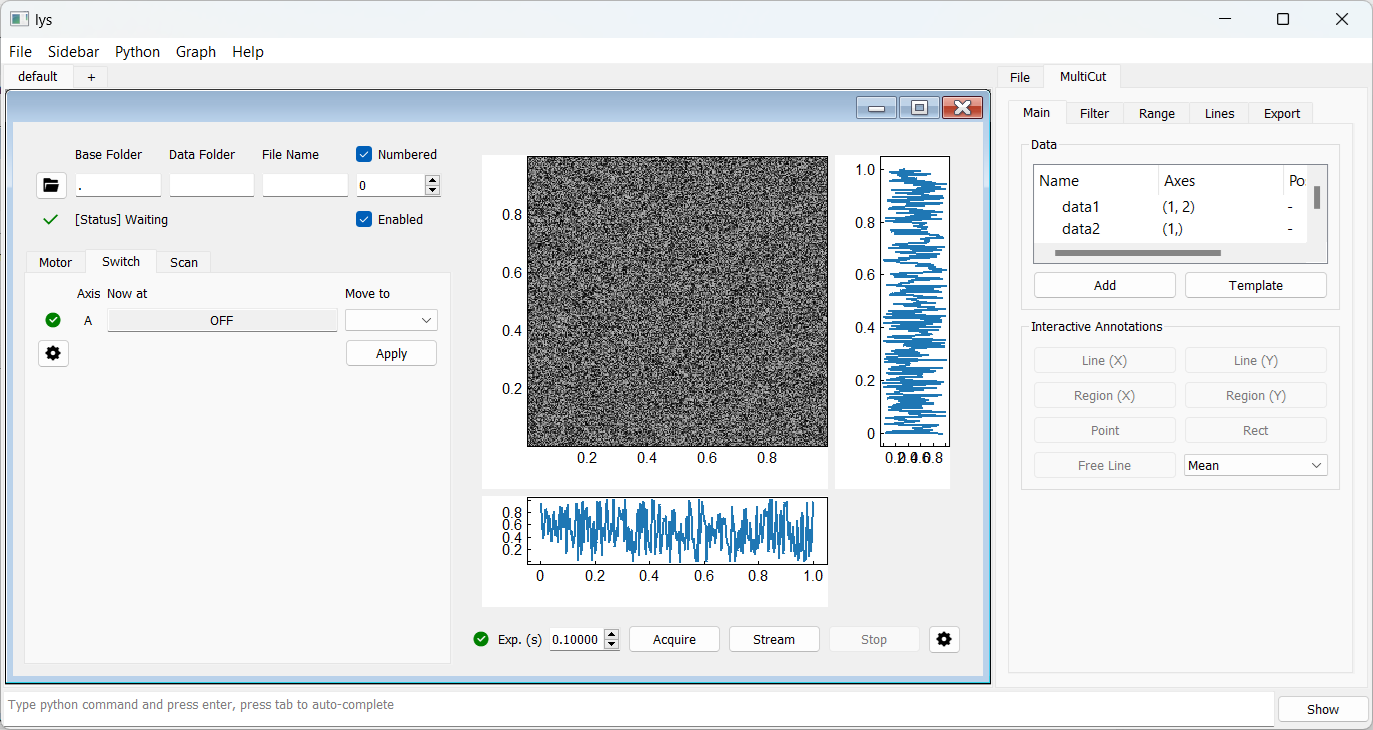 lys
File Sidebar Python Graph Help
default +
File MultiCut
Main Filter Range Lines Export
Base Folder Data Folder File Name Numbered
. 0
[Status] Waiting Enabled
Motor Switch Scan
Axis Now at Move to
A OFF
Apply
0.8
0.6
0.4
0.2
0.2 0.4 0.6 0.8
1.0
0.8
0.6
0.4
0.2
0
0.2 0.4 0.6 0.8
0.8
0.6
0.4
0.2
0 0.2 0.4 0.6 0.8 1.0
Exp. (s) 0.10000 Acquire Stream Stop
Data
Name Axes Po
data1 (1, 2) -
data2 (1,) -
Add Template
Interactive Annotations
Line (X) Line (Y)
Region (X) Region (Y)
Point Rect
Free Line Mean
Type python command and press enter, press tab to auto-complete
Show